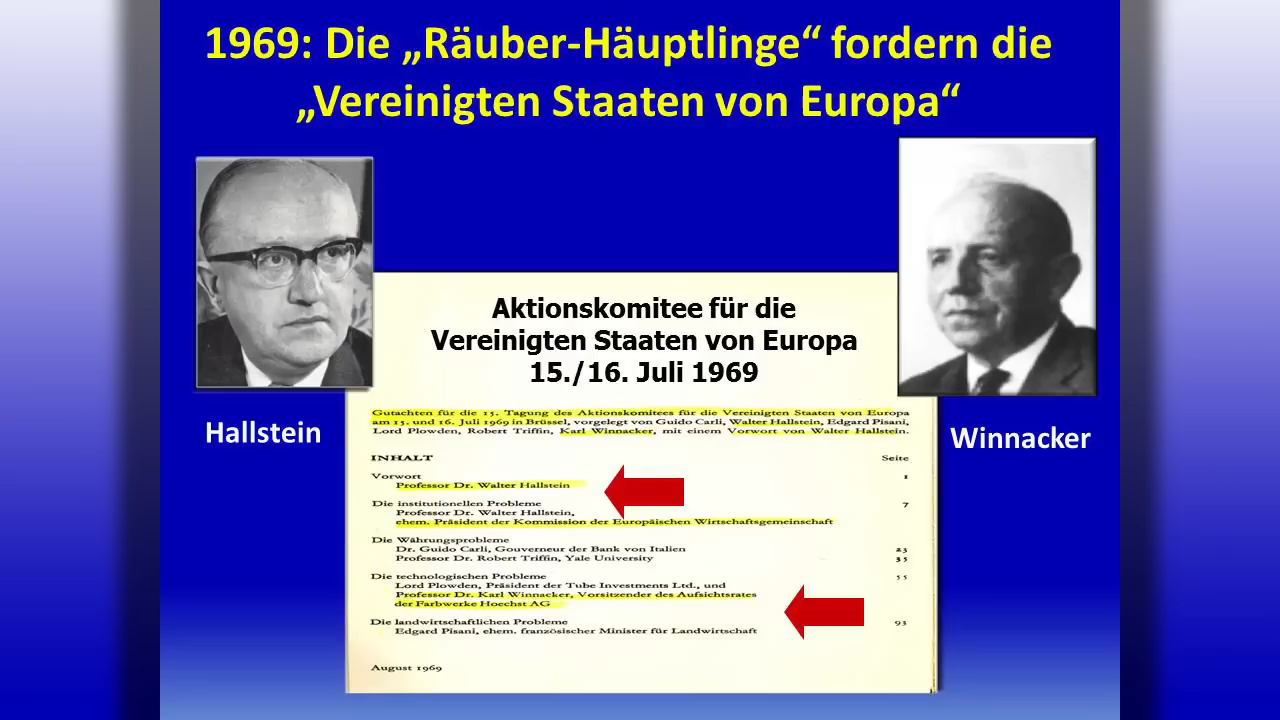 1969: Die „Räuber-Häuptlinge“ fordern die
„Vereinigten Staaten von Europa“
Aktionskomitee für die
Vereinigten Staaten von Europa
15./16. Juli 1969
Hallstein
Winnacker
Gutachten für die 15. Tagung des Aktionskomitees für die Vereinigten Staaten von Europa
am 15. und 16. Juli 1969 in Brüssel, vorgelegt von Guido Carli, Walter Hallstein, Edgard Pisani,
Lord Plowden, Robert Triffin, Karl Winnacker, mit einem Vorwort von Walter Hallstein.
INHALT Seite
Vorwort 1
Professor Dr. Walter Hallstein
Die institutionellen Probleme 7
Professor Dr. Walter Hallstein,
ehem. Präsident der Kommission der Europäischen Wirtschaftsgemeinschaft
Die Währungsprobleme
Dr. Guido Carli, Gouverneur der Bank von Italien 23
Professor Dr. Robert Triffin, Yale University 35
Die technologischen Probleme 55
Lord Plowden, Präsident der Tube Investments Ltd., und
Professor Dr. Karl Winnacker, Vorsitzender des Aufsichtsrates
der Farbwerke Hoechst AG
Die landwirtschaftlichen Probleme 93
Edgard Pisani, ehem. französischer Minister für Landwirtschaft
August 1969